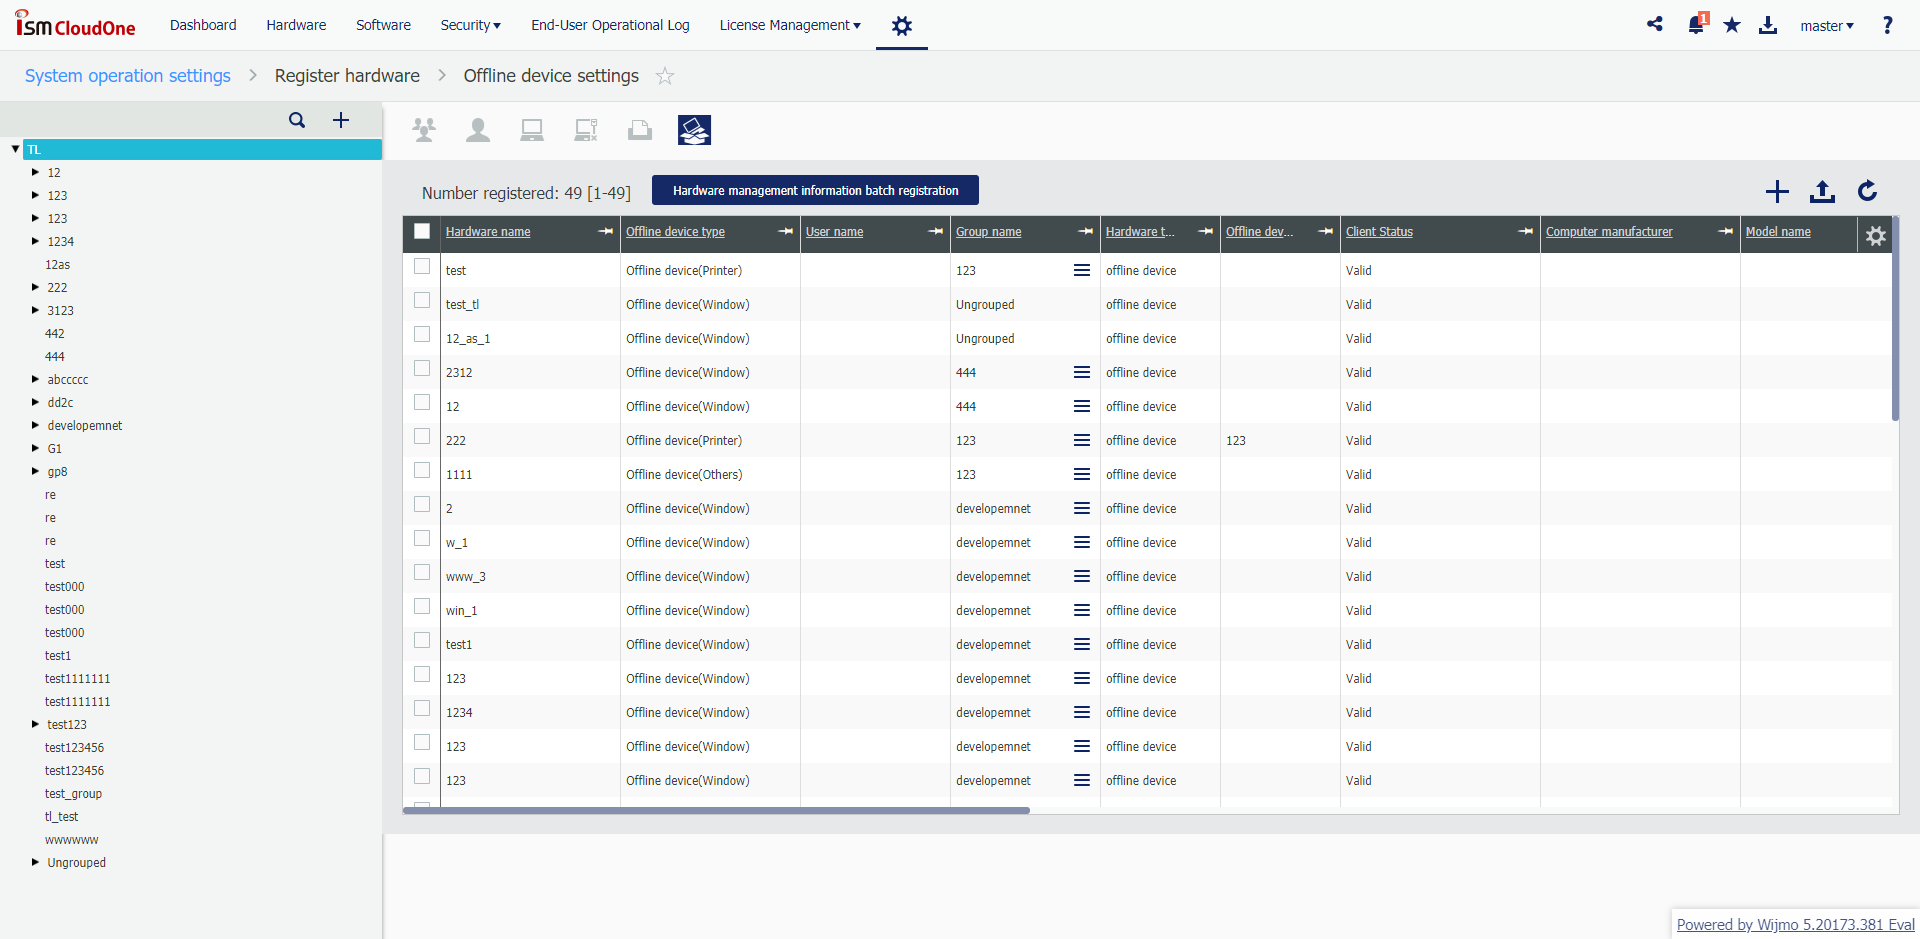 iSM CloudOne Dashboard Hardware Software Security End-User Operational Log License Management 1 master ?
System operation settings > Register hardware > Offline device settings
TL
12
123
123
1234
12as
222
3123
442
444
abccccc
dd2c
developemnet
G1
gp8
re
re
re
test
test000
test000
test000
test1
test1111111
test1111111
test123
test123456
test123456
test_group
tl_test
wwwwww
Ungrouped
Number registered: 49 [1-49] Hardware management information batch registration
Hardware name Offline device type User name Group name Hardware t... Offline dev... Client Status Computer manufacturer Model name
test Offline device(Printer) 123 offline device Valid
test_tl Offline device(Window) Ungrouped offline device Valid
12_as_1 Offline device(Window) Ungrouped offline device Valid
2312 Offline device(Window) 444 offline device Valid
12 Offline device(Window) 444 offline device Valid
222 Offline device(Printer) 123 offline device 123 Valid
1111 Offline device(Others) 123 offline device Valid
2 Offline device(Window) developemnet offline device Valid
w_1 Offline device(Window) developemnet offline device Valid
www_3 Offline device(Window) developemnet offline device Valid
win_1 Offline device(Window) developemnet offline device Valid
test1 Offline device(Window) developemnet offline device Valid
123 Offline device(Window) developemnet offline device Valid
1234 Offline device(Window) developemnet offline device Valid
123 Offline device(Window) developemnet offline device Valid
123 Offline device(Window) developemnet offline device Valid
Powered by Wijmo 5.20173.381 Eval